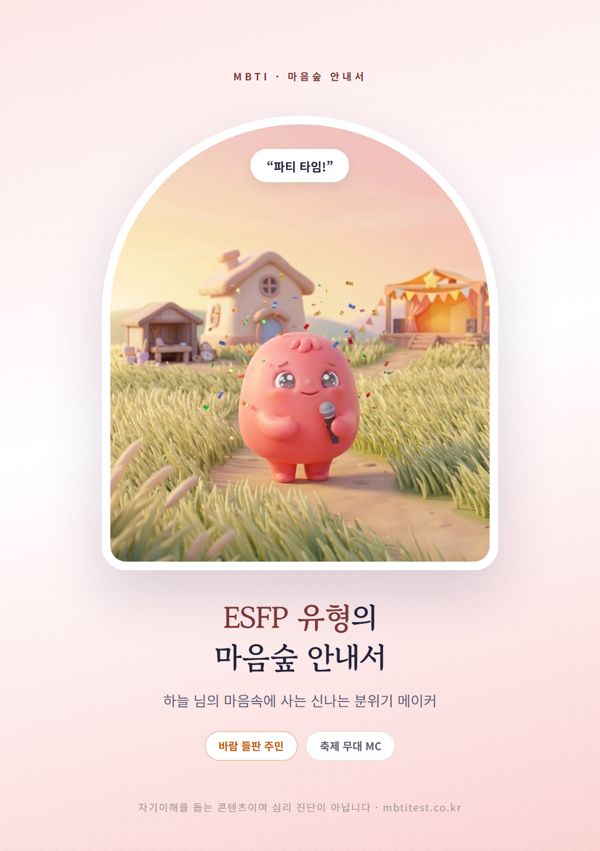 MBTI · 마음숲 안내서
“파티 타임!”
ESFP 유형의
마음숲 안내서
하늘 님의 마음속에 사는 신나는 분위기 메이커
바람 들판 주민
축제 무대 MC
자기이해를 돕는 콘텐츠이며 심리 진단이 아닙니다 · mbtitest.co.kr